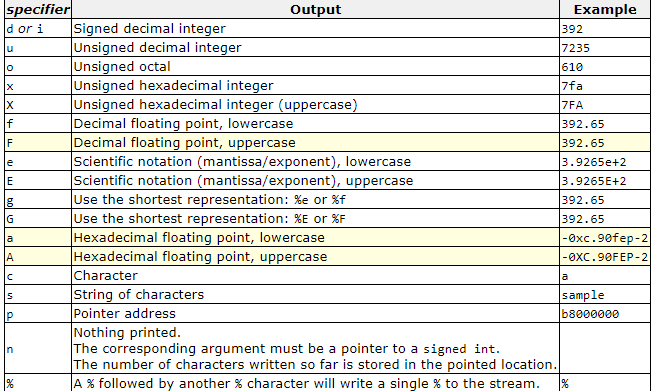 specifier Output Example
d or i Signed decimal integer 392
u Unsigned decimal integer 7235
o Unsigned octal 610
x Unsigned hexadecimal integer 7fa
X Unsigned hexadecimal integer (uppercase) 7FA
f Decimal floating point, lowercase 392.65
F Decimal floating point, uppercase 392.65
e Scientific notation (mantissa/exponent), lowercase 3.9265e+2
E Scientific notation (mantissa/exponent), uppercase 3.9265E+2
g Use the shortest representation: %e or %f 392.65
G Use the shortest representation: %E or %F 392.65
a Hexadecimal floating point, lowercase -0xc.90fep-2
A Hexadecimal floating point, uppercase -0XC.90FEP-2
c Character a
s String of characters sample
p Pointer address b8000000
Nothing printed.
n The corresponding argument must be a pointer to a signed int.
The number of characters written so far is stored in the pointed location.
% A % followed by another % character will write a single % to the stream. %